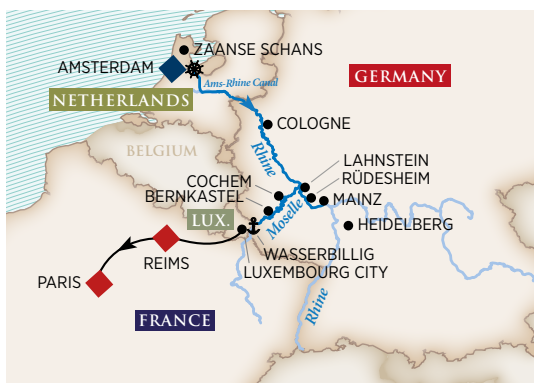 ZAANSE SCHANS
AMSTERDAM
Ams-Rhine Canal
GERMANY
NETHERLANDS
COLOGNE
BELGIUM
Rhine
LAHNSTEIN
RÜDESHEIM
COCHEM
BERNKASTEL
MAINZ
Moselle
LUX.
HEIDELBERG
WASSERBILLIG
LUXEMBOURG CITY
REIMS
PARIS
Rhine
FRANCE